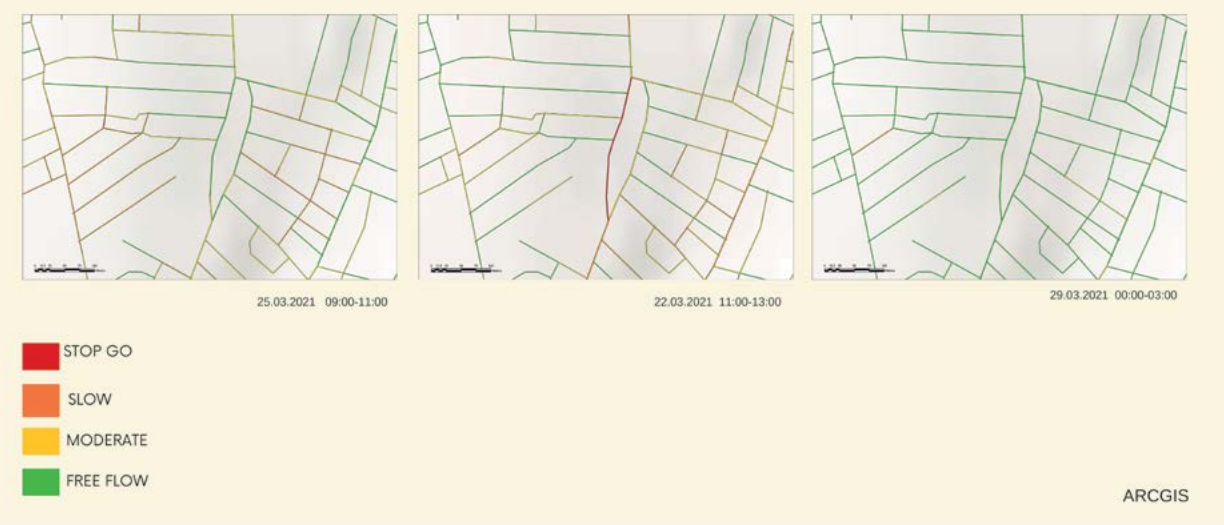 25.03.2021 09:00-11:00
22.03.2021 11:00-13:00
29.03.2021 00:00-03:00
STOP GO
SLOW
MODERATE
FREE FLOW
ARCGIS